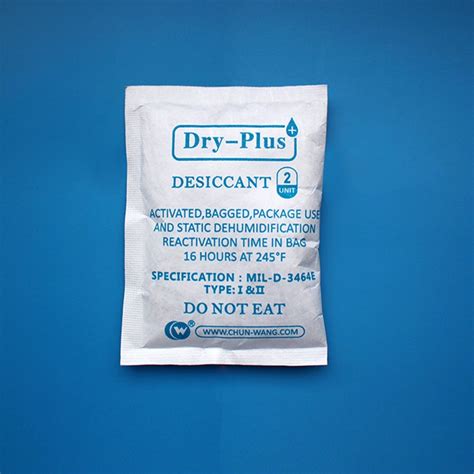 Dry-Plus+
DESICCANT 2 UNIT
ACTIVATED,BAGGED,PACKAGE USE
AND STATIC DEHUMIDIFICATION
REACTIVATION TIME IN BAG
16 HOURS AT 245°F
SPECIFICATION : MIL-D-3464E
TYPE: I &II
DO NOT EAT
CW® WWW.CHUN-WANG.COM